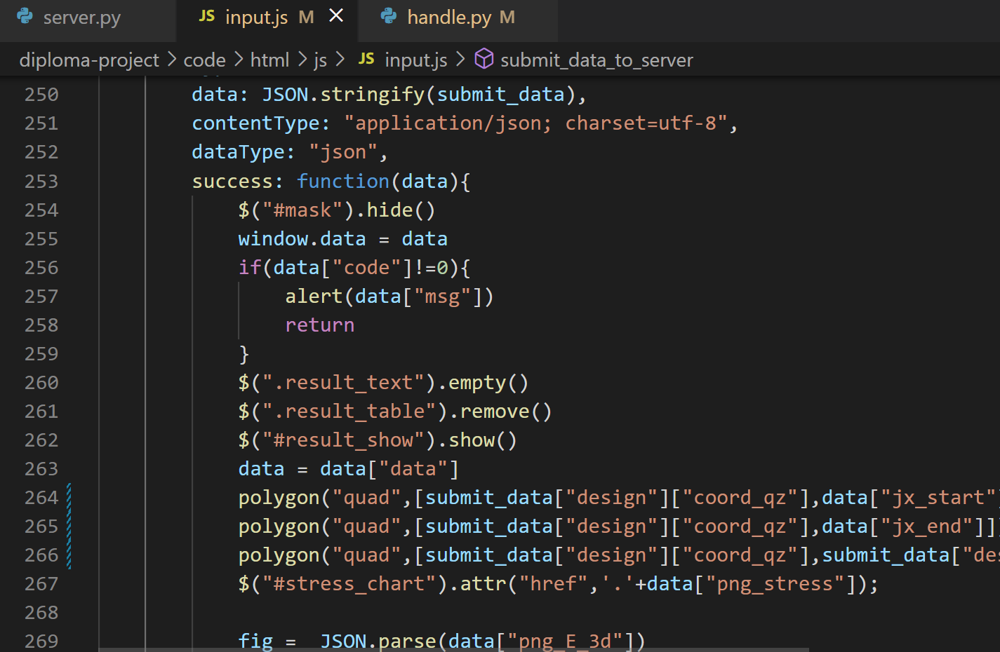 server.py JS input.js M handle.py M
diploma-project > code > html > js > JS input.js > submit_data_to_server
250 data: JSON.stringify(submit_data),
251 contentType: "application/json; charset=utf-8",
252 dataType: "json",
253 success: function(data){
254 $("#mask").hide()
255 window.data = data
256 if(data["code"]!=0){
257 alert(data["msg"])
258 return
259 }
260 $(".result_text").empty()
261 $(".result_table").remove()
262 $("#result_show").show()
263 data = data["data"]
264 polygon("quad",[submit_data["design"]["coord_qz"],data["jx_start"]
265 polygon("quad",[submit_data["design"]["coord_qz"],data["jx_end"]]
266 polygon("quad",[submit_data["design"]["coord_qz"],submit_data["des
267 $("#stress_chart").attr("href",'.'+data["png_stress"]);
268
269 fig = JSON.parse(data["png_E_3d"])